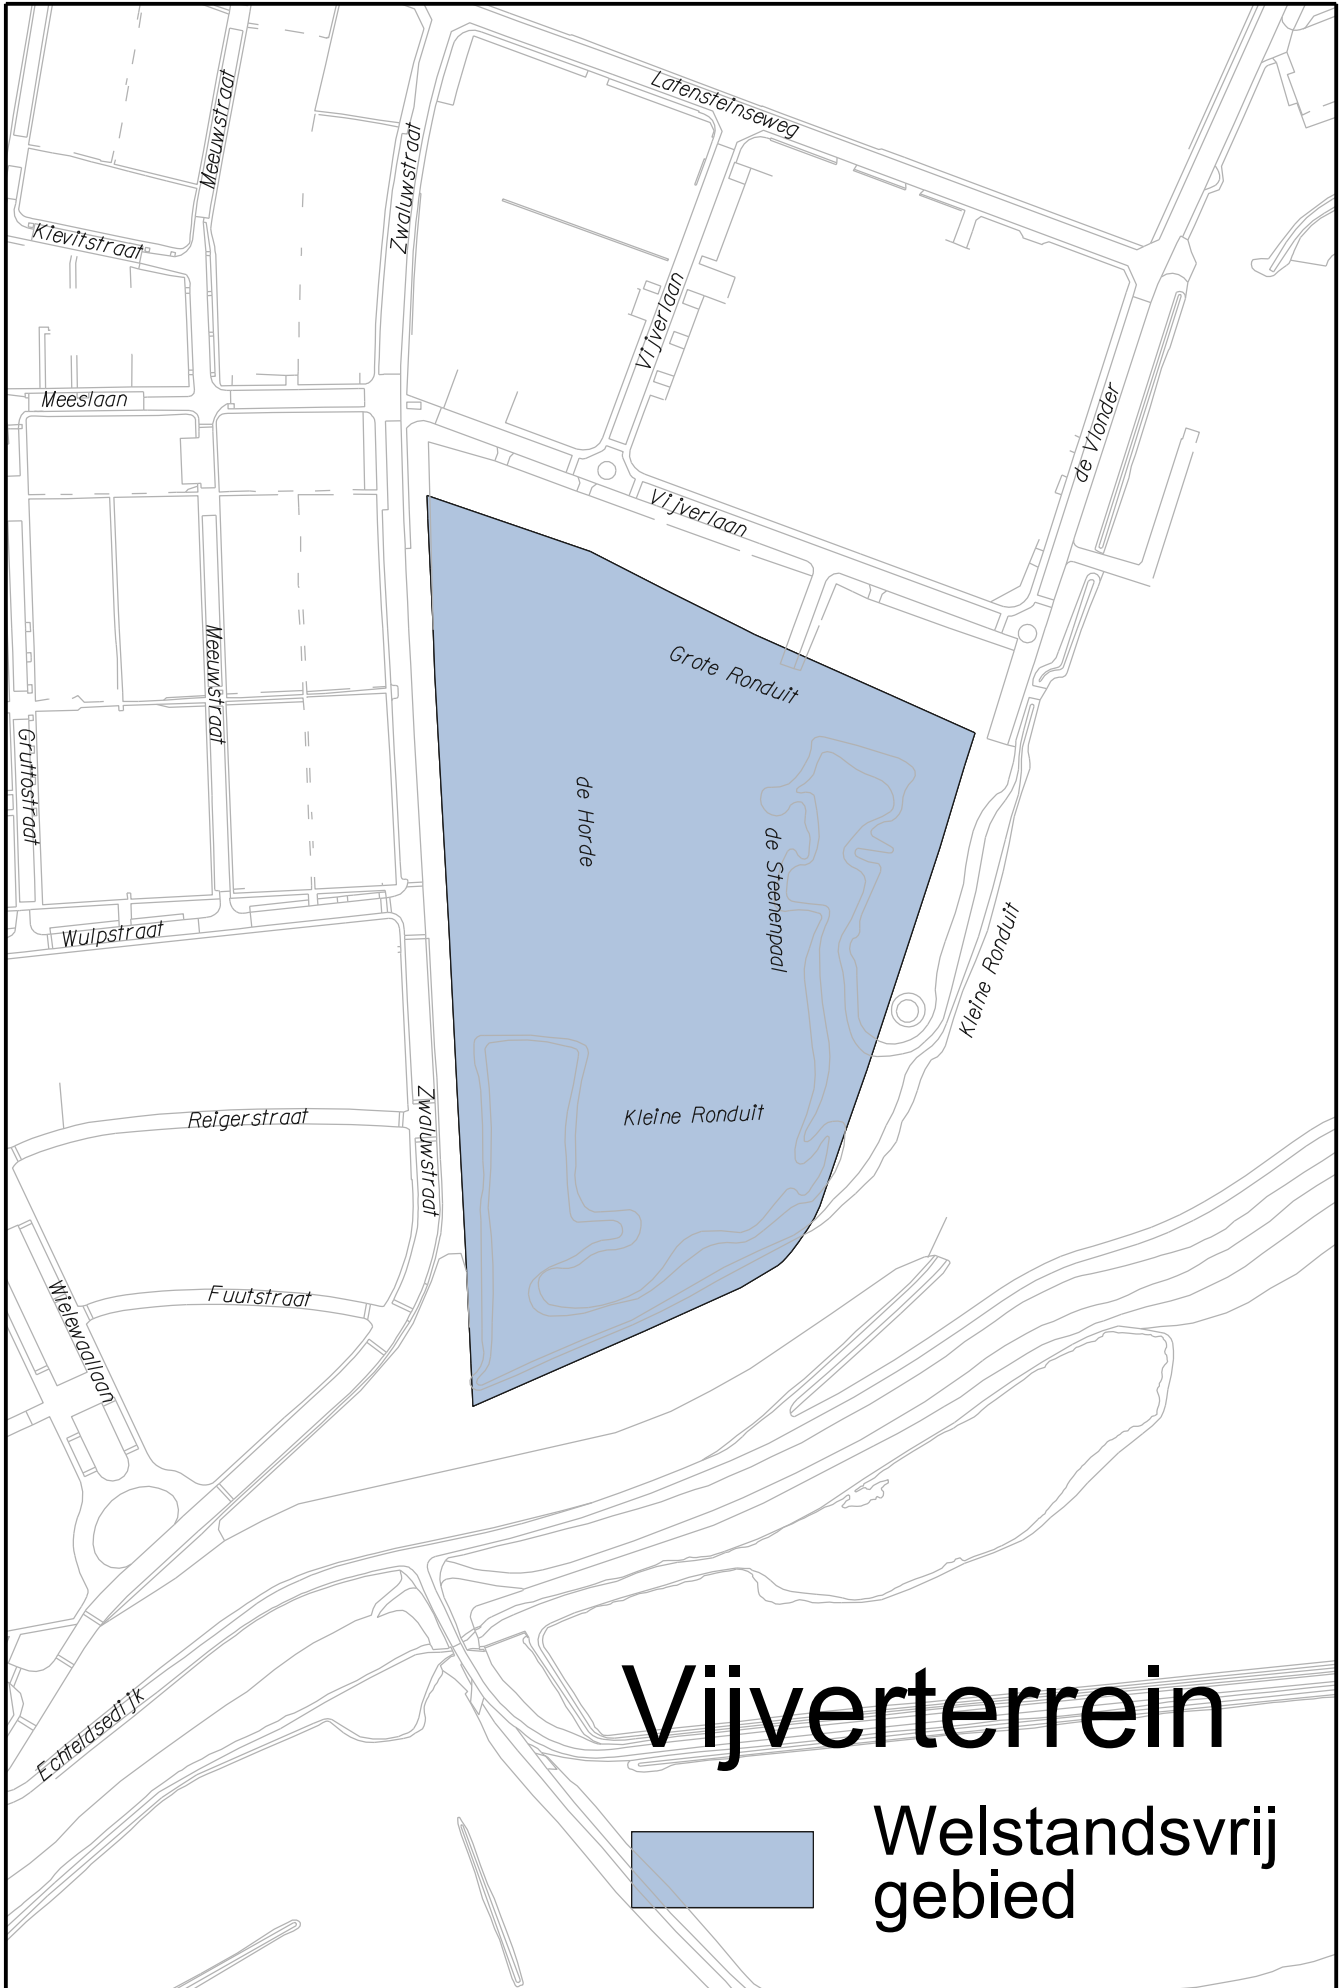 Latensteinseweg
Meeuwstraat
Zwaluwstraat
Kievitstraat
Vijverlaan
Meeslaan
de Vlonder
Vijverlaan
Meeuwstraat
Grote Ronduit
Gruttostraat
de Horde
de Steenenpaal
Wulpstraat
Kleine Ronduit
Reigerstraat
Zwaluwstraat
Kleine Ronduit
Fuutstraat
Wielewaallaan
Echteldsedijk
Vijverterrein
Welstandsvrij
gebied